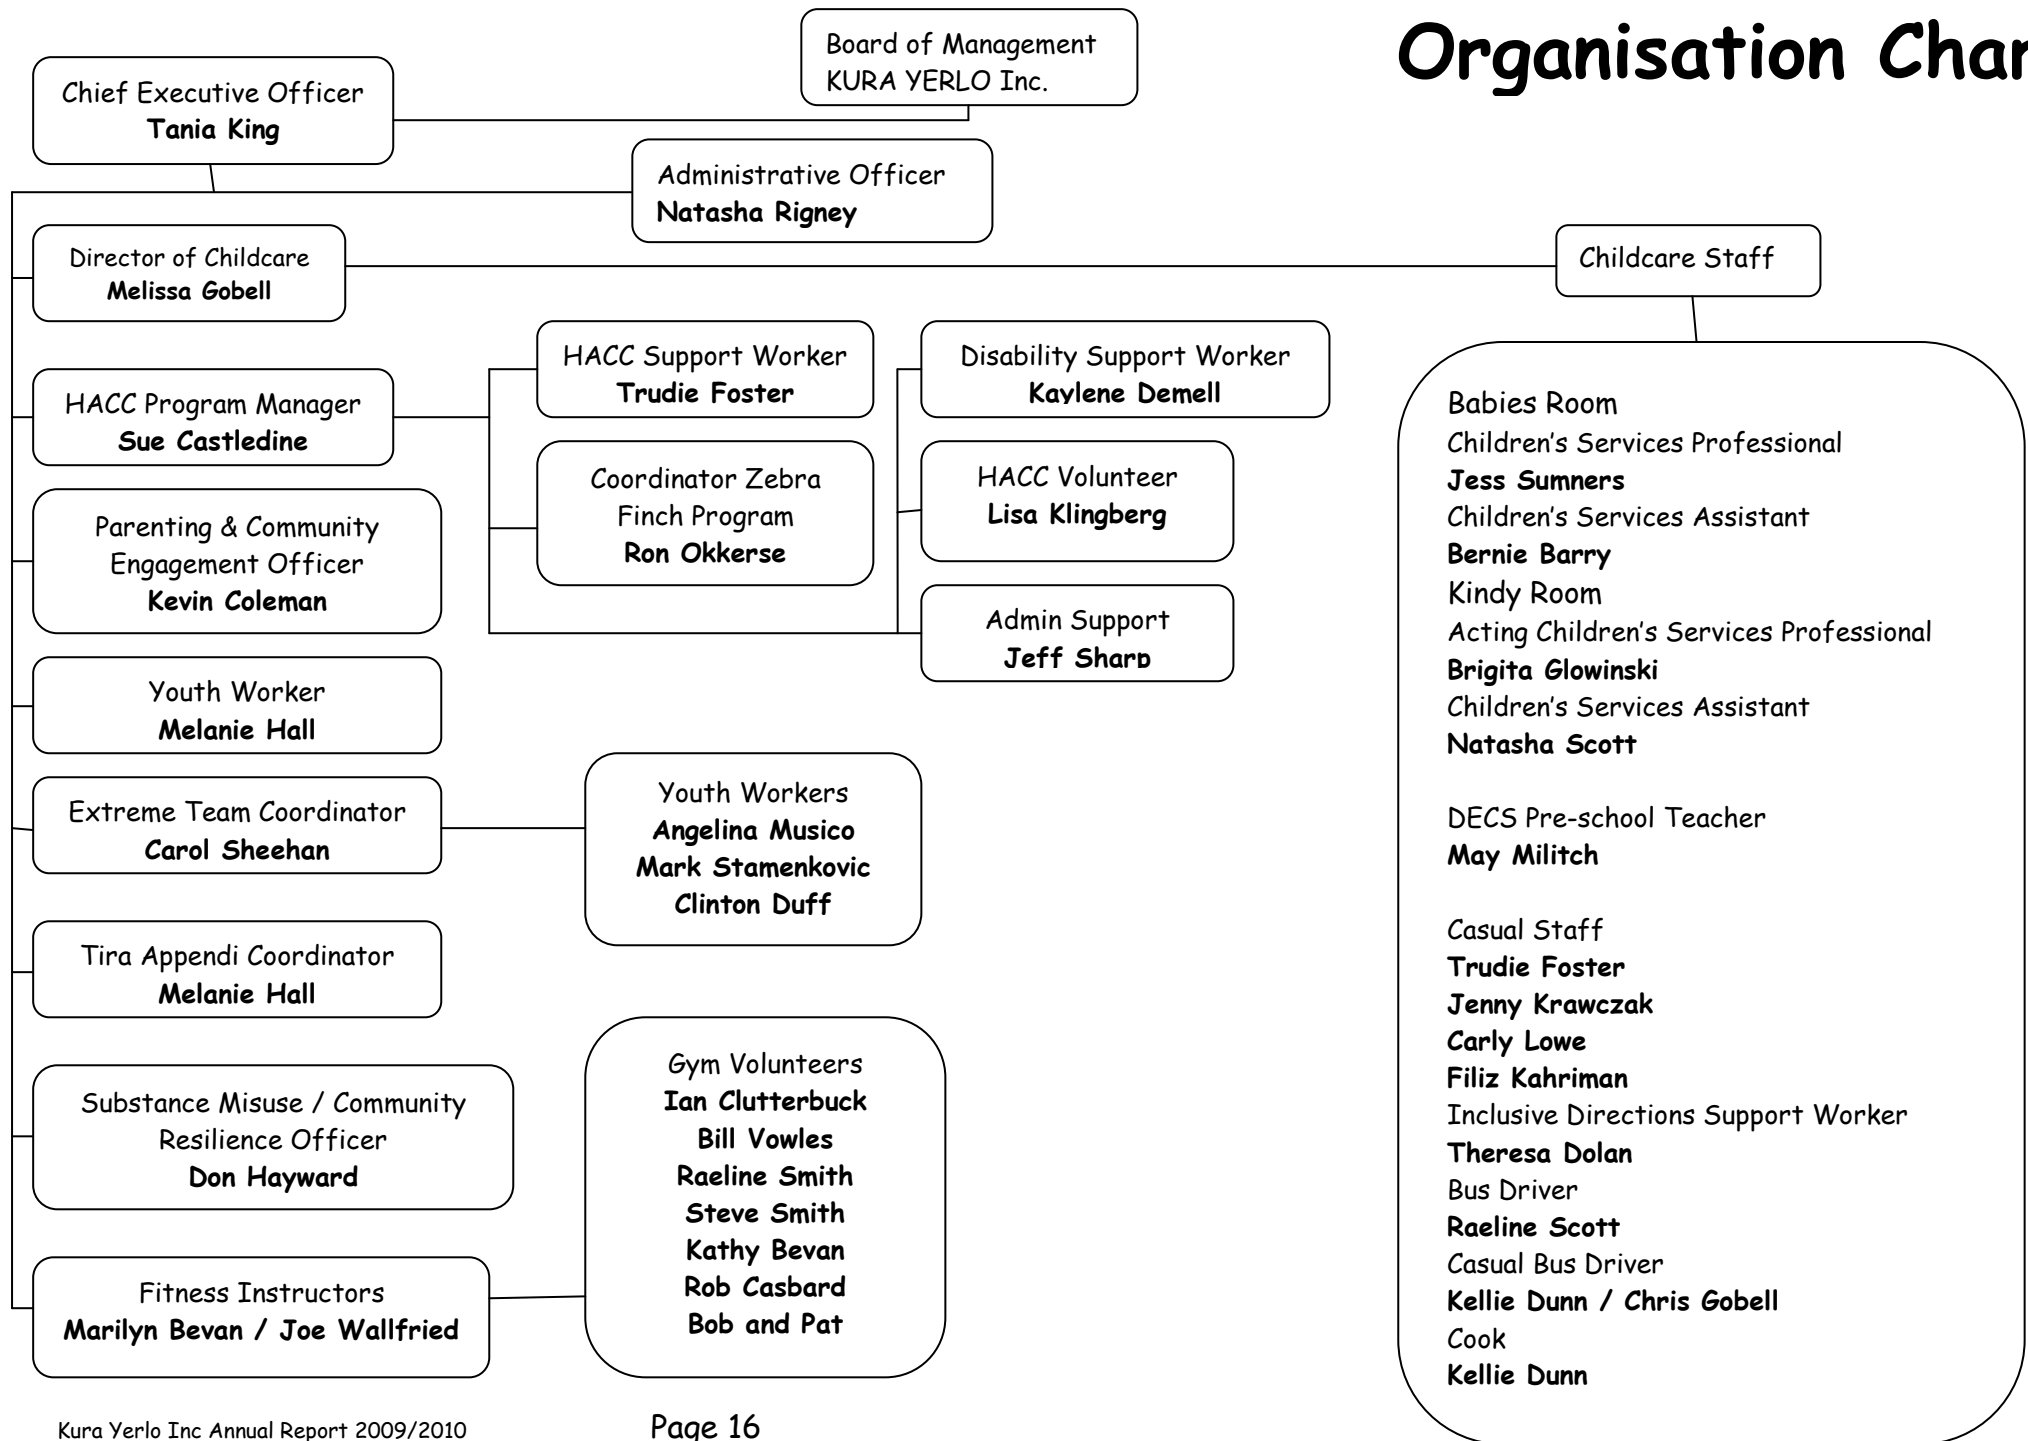 Organisation Char
Board of Management
KURA YERLO Inc.
Chief Executive Officer
Tania King
Administrative Officer
Natasha Rigney
Director of Childcare
Melissa Gobell
Childcare Staff
HACC Program Manager
Sue Castledine
HACC Support Worker
Trudie Foster
Disability Support Worker
Kaylene Demell
Coordinator Zebra
Finch Program
Ron Okkerse
HACC Volunteer
Lisa Klingberg
Admin Support
Jeff Sharp
Parenting & Community
Engagement Officer
Kevin Coleman
Youth Worker
Melanie Hall
Extreme Team Coordinator
Carol Sheehan
Youth Workers
Angelina Musico
Mark Stamenkovic
Clinton Duff
Tira Appendi Coordinator
Melanie Hall
Substance Misuse / Community
Resilience Officer
Don Hayward
Fitness Instructors
Marilyn Bevan / Joe Wallfried
Gym Volunteers
Ian Clutterbuck
Bill Vowles
Raeline Smith
Steve Smith
Kathy Bevan
Rob Casbard
Bob and Pat
Babies Room
Children’s Services Professional
Jess Sumners
Children’s Services Assistant
Bernie Barry
Kindy Room
Acting Children’s Services Professional
Brigita Glowinski
Children’s Services Assistant
Natasha Scott
DECS Pre-school Teacher
May Militch
Casual Staff
Trudie Foster
Jenny Krawczak
Carly Lowe
Filiz Kahriman
Inclusive Directions Support Worker
Theresa Dolan
Bus Driver
Raeline Scott
Casual Bus Driver
Kellie Dunn / Chris Gobell
Cook
Kellie Dunn
Kura Yerlo Inc Annual Report 2009/2010
Page 16